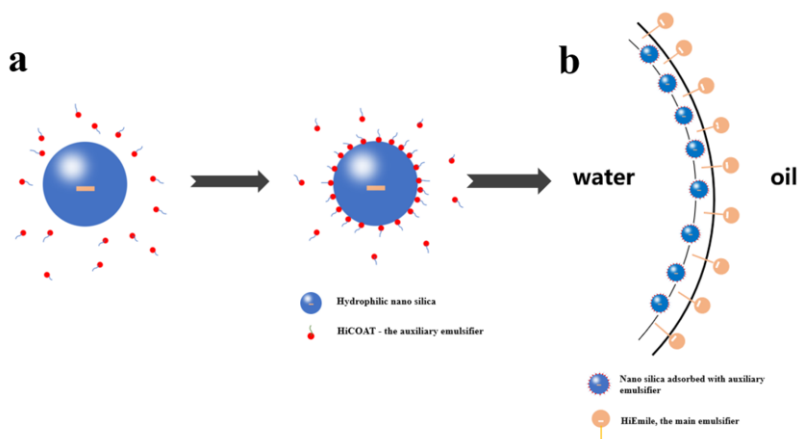 a
b
water
oil
Hydrophilic nano silica
HiCOAT - the auxiliary emulsifier
Nano silica adsorbed with auxiliary
emulsifier
HiEmile, the main emulsifier